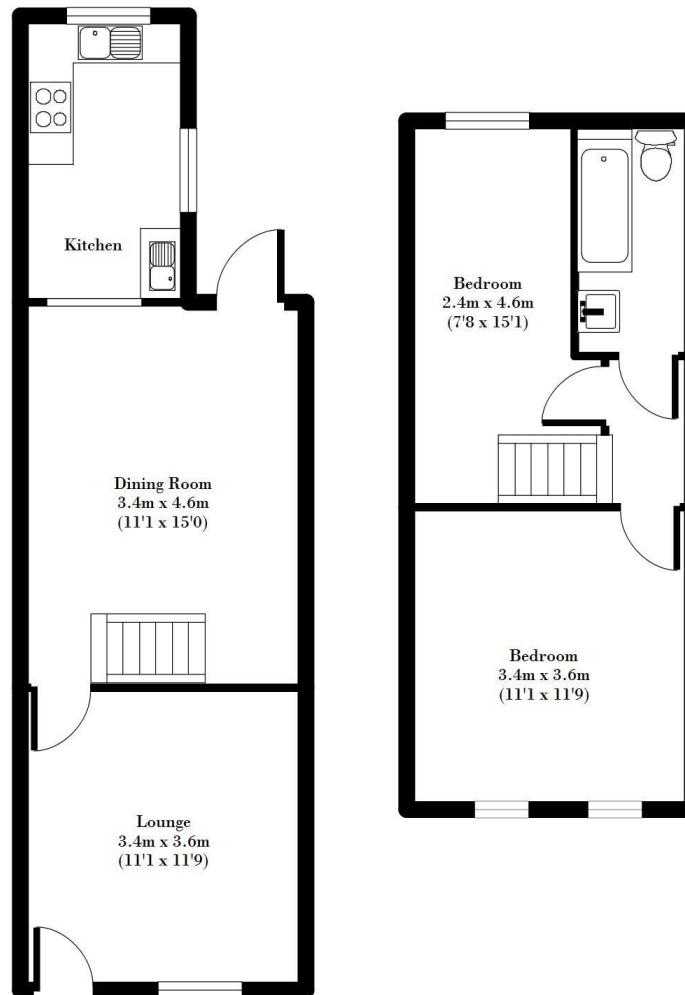 Kitchen
Dining Room
3.4m x 4.6m
(11'1 x 15'0)
Lounge
3.4m x 3.6m
(11'1 x 11'9)
Bedroom
2.4m x 4.6m
(7'8 x 15'1)
Bedroom
3.4m x 3.6m
(11'1 x 11'9)